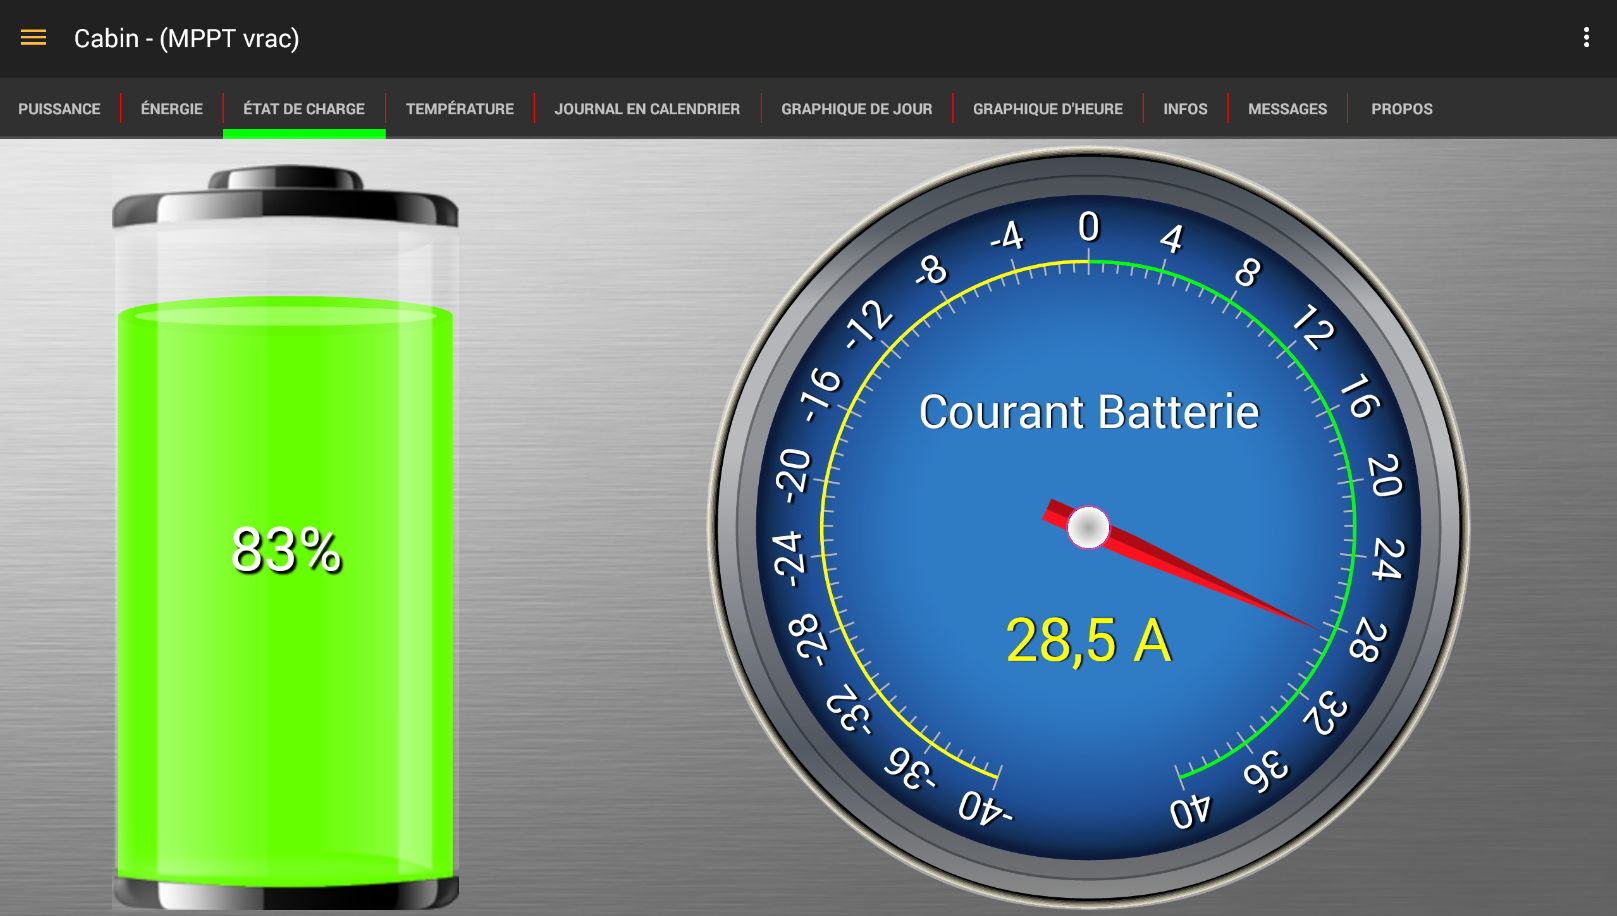 Cabin - (MPPT vrac)
PUISSANCE ÉNERGIE ÉTAT DE CHARGE TEMPÉRATURE JOURNAL EN CALENDRIER GRAPHIQUE DE JOUR GRAPHIQUE D'HEURE INFOS MESSAGES PROPOS
83%
-40 -36 -32 -28 -24 -20 -16 -12 -8 -4 0 4 8 12 16 20 24 28 32 36 40
Courant Batterie
28,5 A